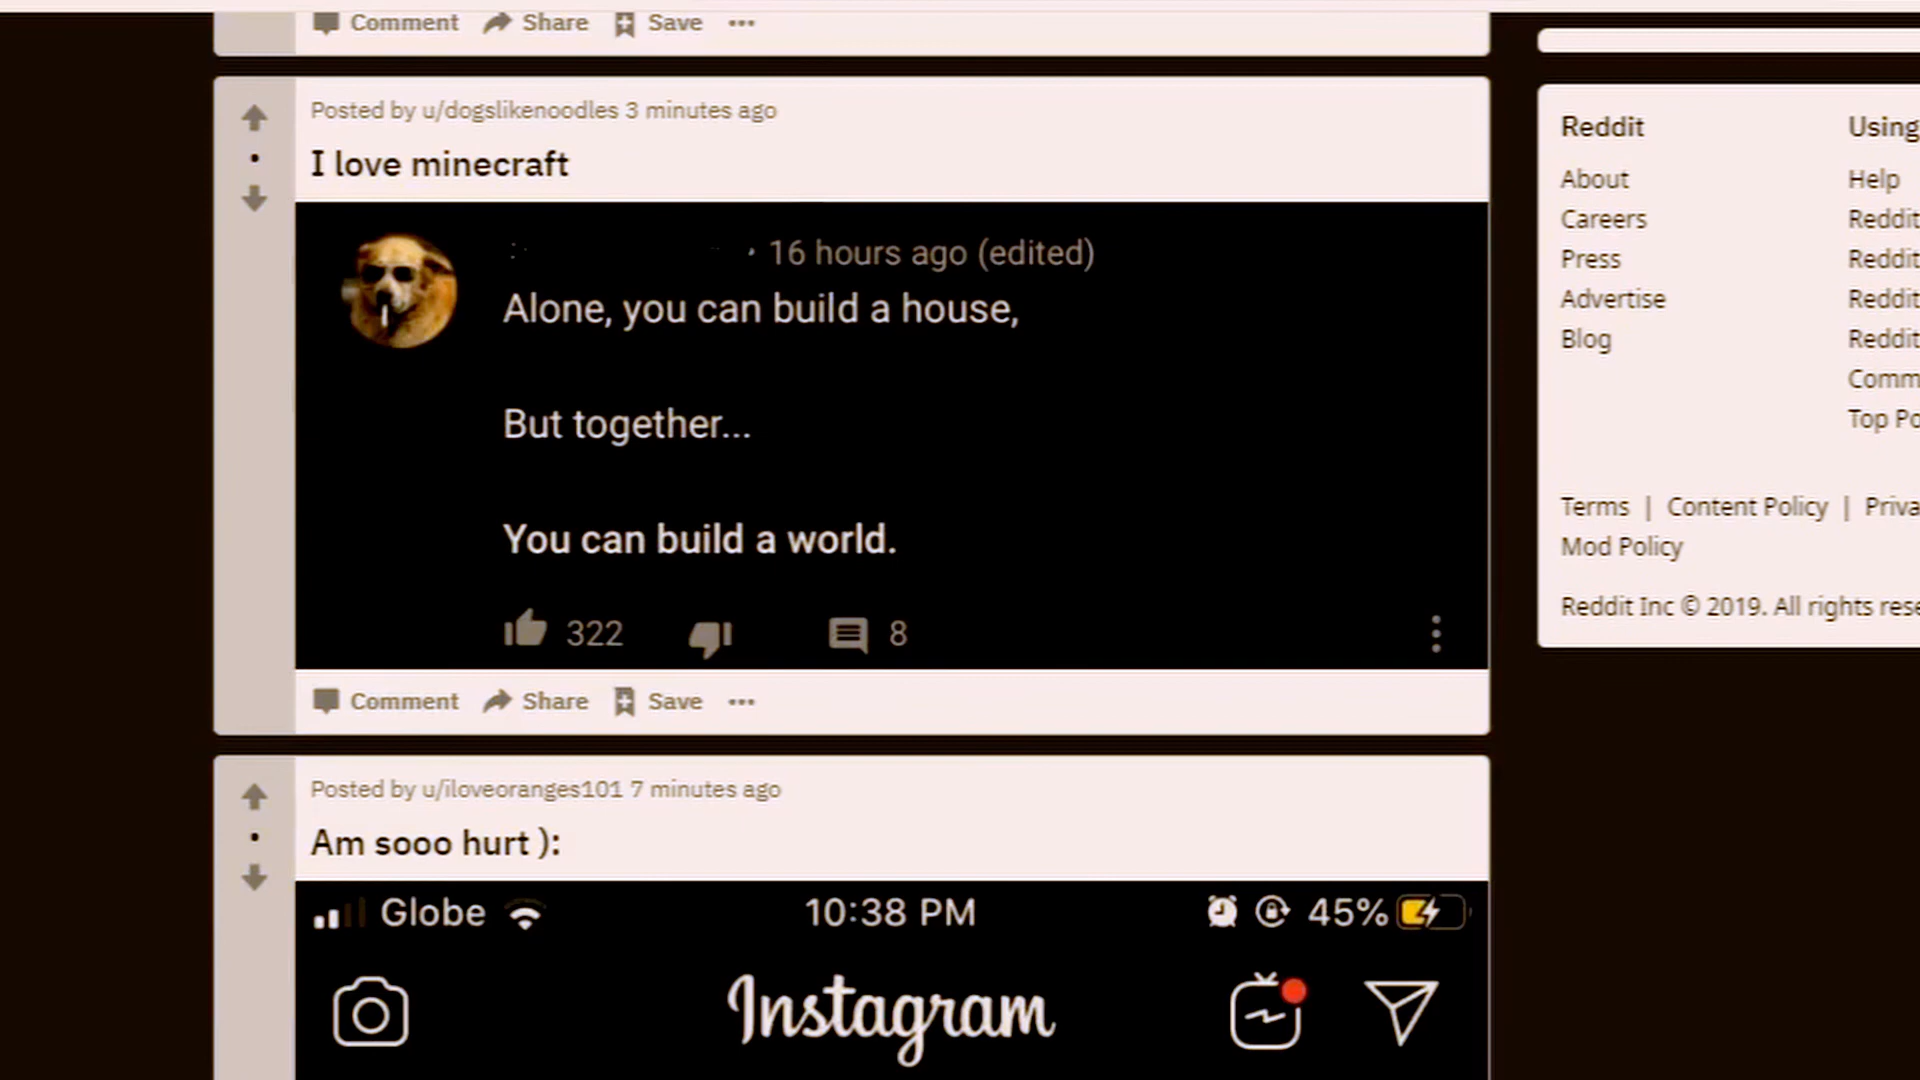 Comment Share Save
Posted by u/dogslikenoodles 3 minutes ago
I love minecraft
16 hours ago (edited)
Alone, you can build a house,
But together...
You can build a world.
322 8
Comment Share Save
Posted by u/iloveoranges101 7 minutes ago
Am sooo hurt ):
Globe 10:38 PM 45%
Instagram
Reddit Using
About Help
Careers Reddit
Press Reddit
Advertise Reddit
Blog Reddit
Comm
Top Po
Terms | Content Policy | Priva
Mod Policy
Reddit Inc © 2019. All rights rese